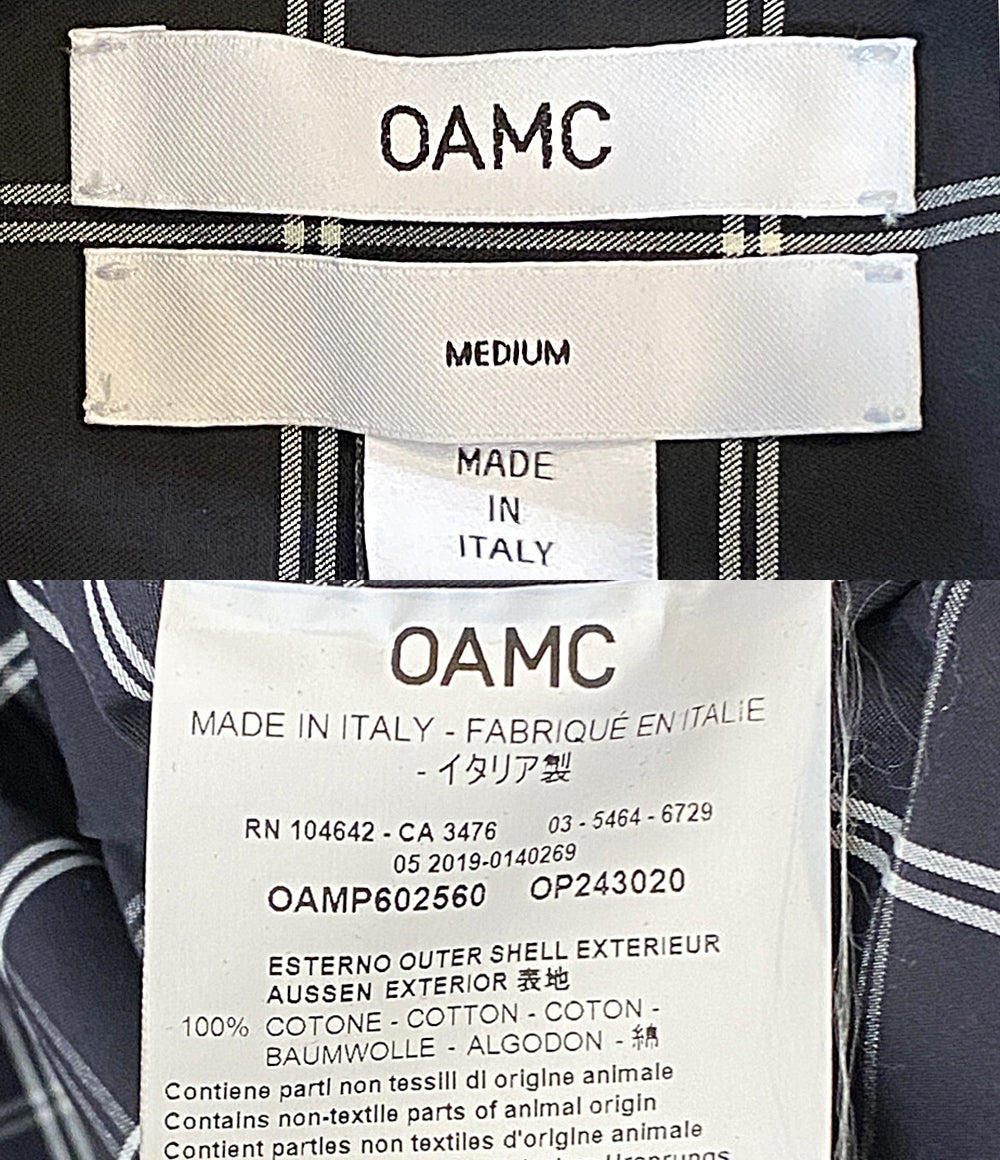 OAMC
MEDIUM
MADE
IN
ITALY
OAMC
MADE IN ITALY - FABRIQUÉ EN ITALIE
- イタリア製
RN 104642 - CA 3476 03 - 5464 - 6729
05 2019-0140269
OAMP602560 OP243020
ESTERNO OUTER SHELL EXTERIEUR
AUSSEN EXTERIOR 表地
100% COTONE - COTTON - COTON -
BAUMWOLLE - ALGODON - 綿
Contiene parti non tessili di origine animale
Contains non-textile parts of animal origin
Contient parties non textiles d'origine animale